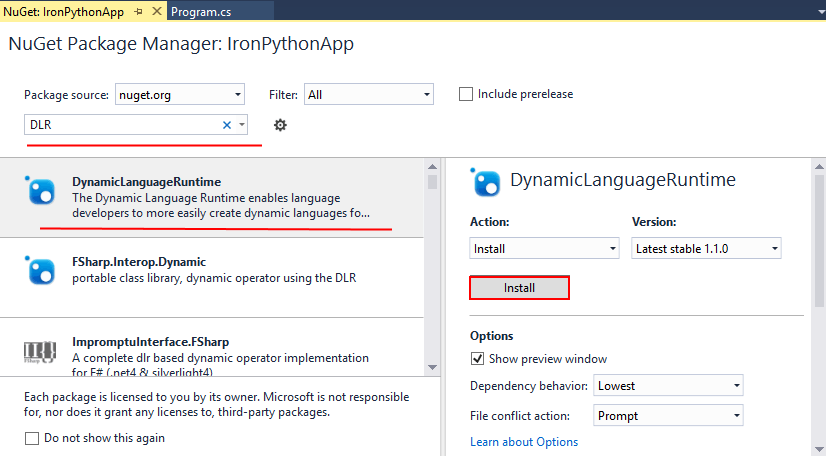 NuGet: IronPythonApp
Program.cs
NuGet Package Manager: IronPythonApp
Package source: nuget.org
Filter: All
Include prerelease
DLR
DynamicLanguageRuntime
The Dynamic Language Runtime enables language
developers to more easily create dynamic languages fo...
FSharp.Interop.Dynamic
portable class library, dynamic operator using the DLR
FSharp
ImpromptuInterface.FSharp
A complete dlr based dynamic operator implementation
for F# (.net4 & silverlight4)
Each package is licensed to you by its owner. Microsoft is not responsible
for, nor does it grant any licenses to, third-party packages.
Do not show this again
DynamicLanguageRuntime
Action:
Version:
Install
Latest stable 1.1.0
Install
Options
Show preview window
Dependency behavior: Lowest
File conflict action: Prompt
Learn about Options